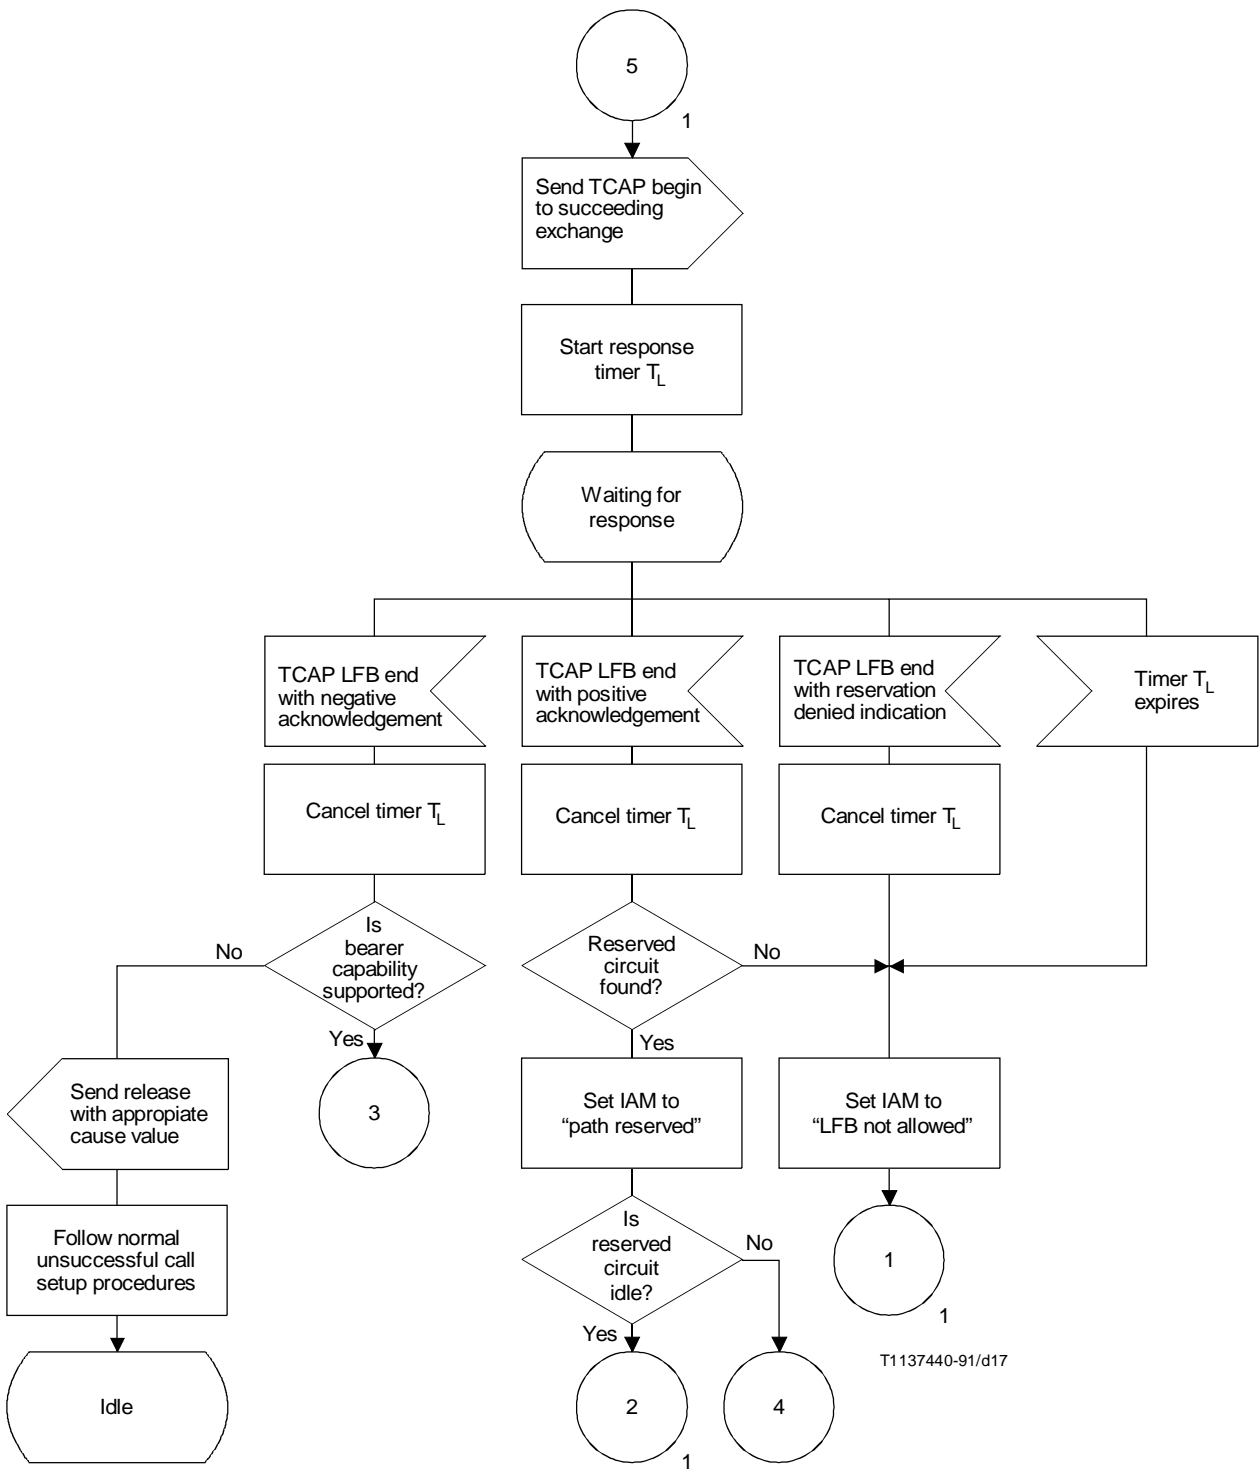 5
1
Send TCAP begin
to succeeding
exchange
Start response
timer TL
Waiting for
response
TCAP LFB end
with negative
acknowledgement
TCAP LFB end
with positive
acknowledgement
TCAP LFB end
with reservation
denied indication
Timer TL
expires
Cancel timer TL
Cancel timer TL
Cancel timer TL
Is
bearer
capability
supported?
No
Yes
Reserved
circuit
found?
No
Yes
Send release
with appropiate
cause value
3
Set IAM to
“path reserved”
Set IAM to
“LFB not allowed”
Follow normal
unsuccessful call
setup procedures
Is
reserved
circuit
idle?
No
Yes
1
1
T1137440-91/d17
Idle
2
1
4